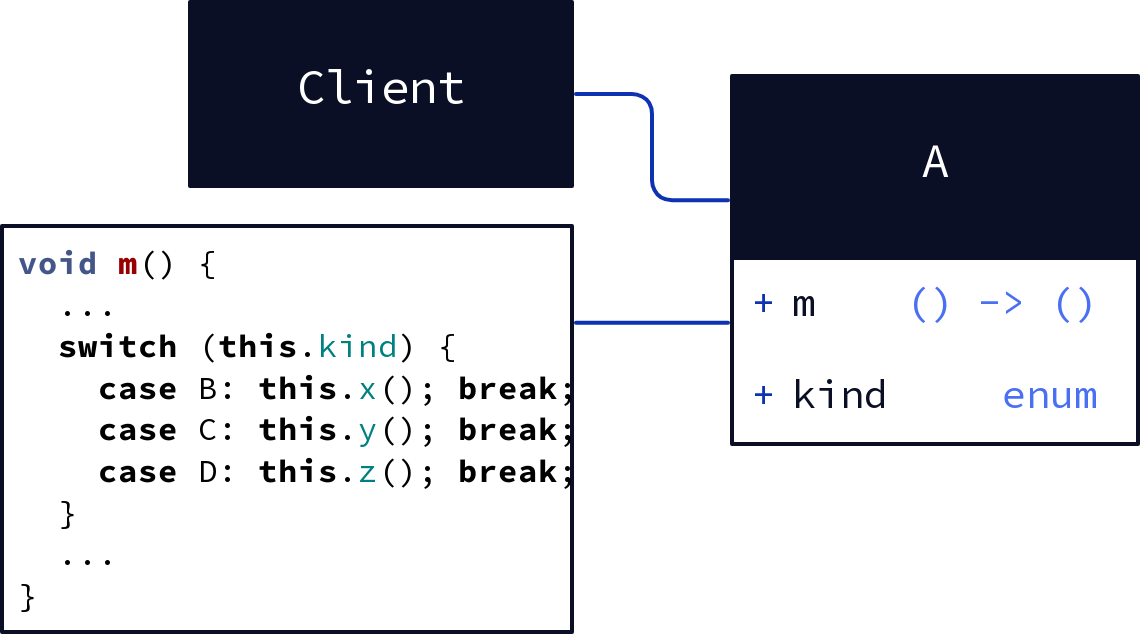 Client
A
+ m () -> ()
+ kind enum
void m() {
...
switch (this.kind) {
case B: this.x(); break;
case C: this.y(); break;
case D: this.z(); break;
}
...
}